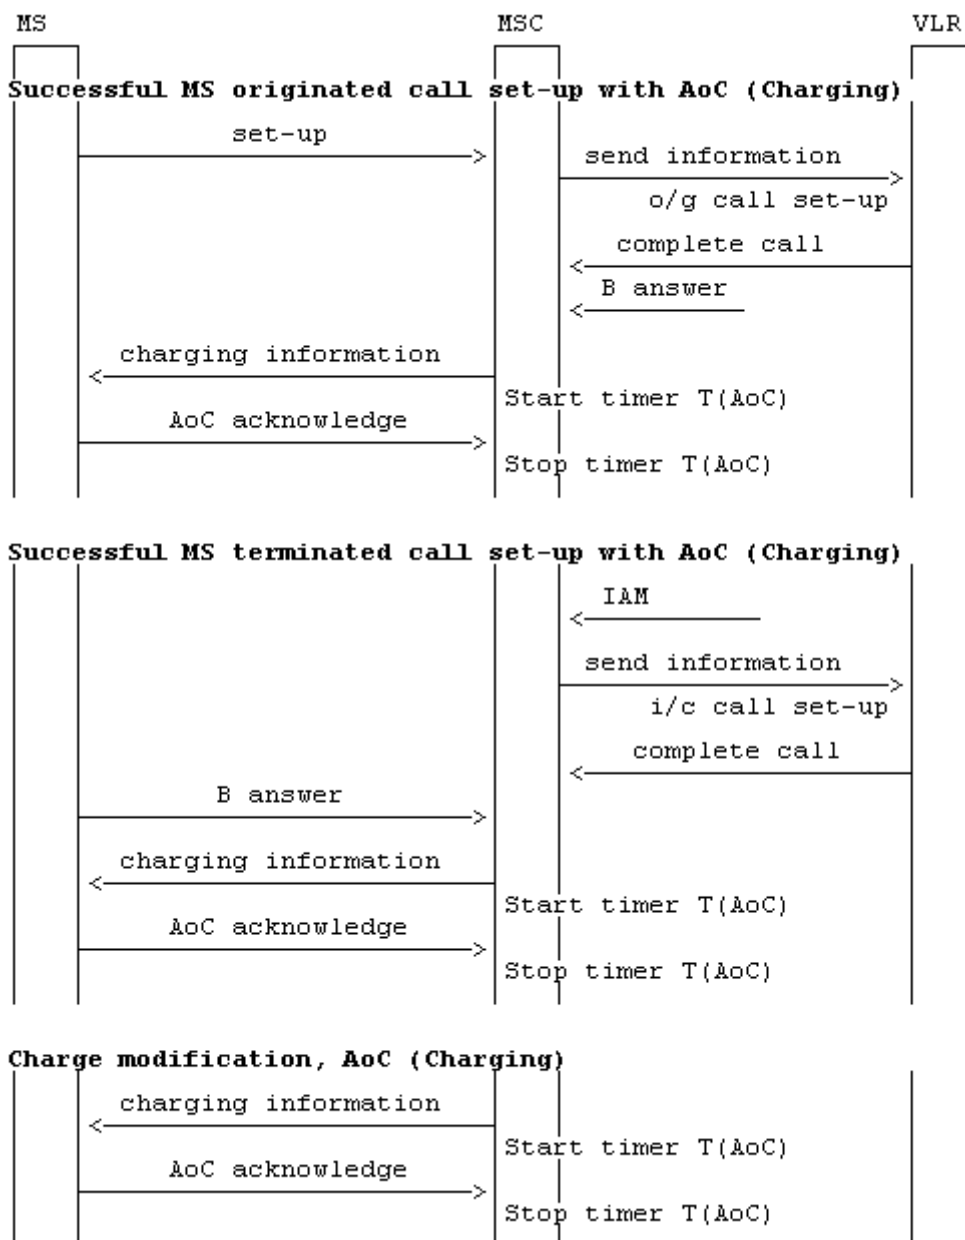 MS MSC VLR
Successful MS originated call set-up with AoC (Charging)
set-up
send information
o/g call set-up
complete call
B answer
charging information
Start timer T(AoC)
AoC acknowledge
Stop timer T(AoC)
Successful MS terminated call set-up with AoC (Charging)
IAM
send information
i/c call set-up
complete call
B answer
charging information
Start timer T(AoC)
AoC acknowledge
Stop timer T(AoC)
Charge modification, AoC (Charging)
charging information
Start timer T(AoC)
AoC acknowledge
Stop timer T(AoC)